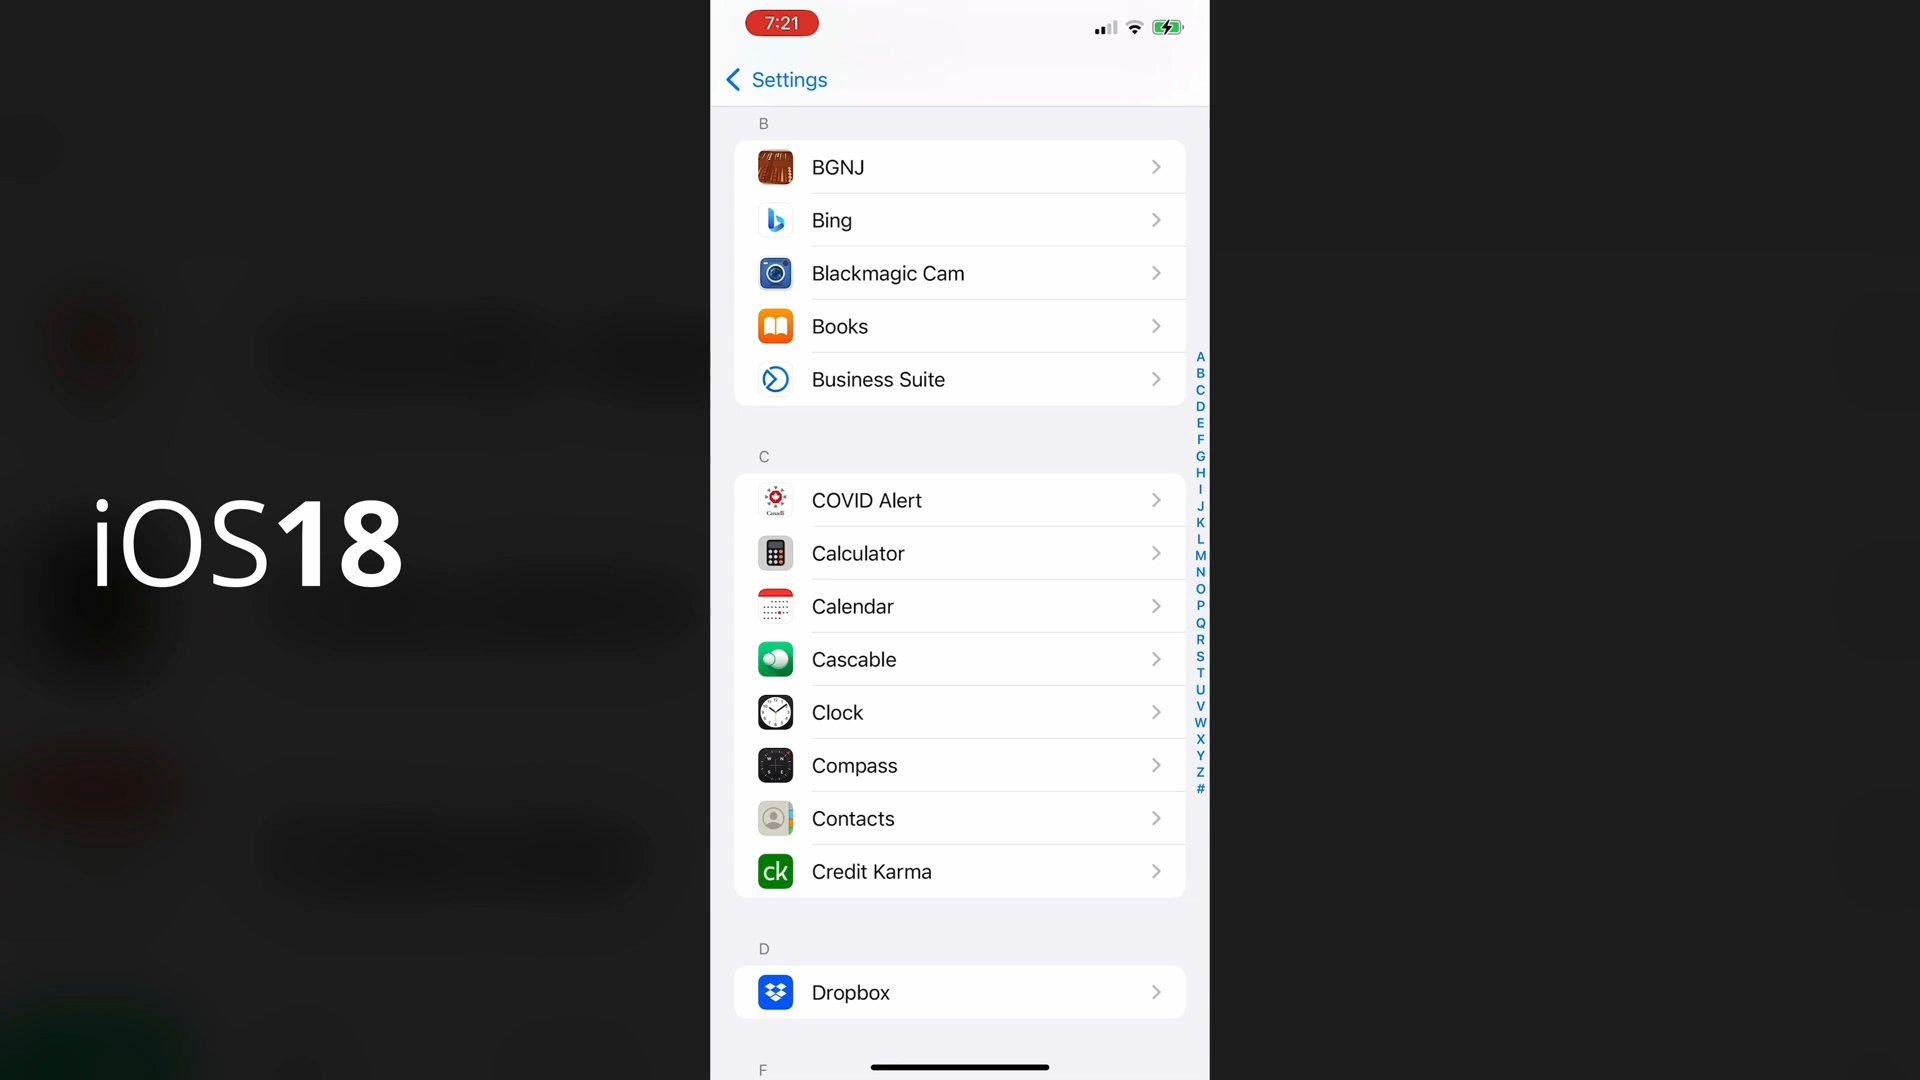 7:21
Settings
B
BGNJ
Bing
Blackmagic Cam
Books
Business Suite
C
COVID Alert
Canada
Calculator
Calendar
Cascable
Clock
Compass
Contacts
ck
Credit Karma
D
Dropbox
F
A
B
C
D
E
F
G
H
I
J
K
L
M
N
O
P
Q
R
S
T
U
V
W
X
Y
Z
#
iOS18